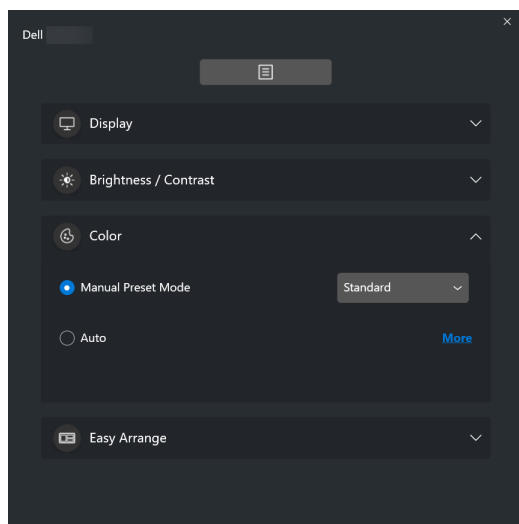 Dell
Display
Brightness / Contrast
Color
Manual Preset Mode Standard
Auto More
Easy Arrange